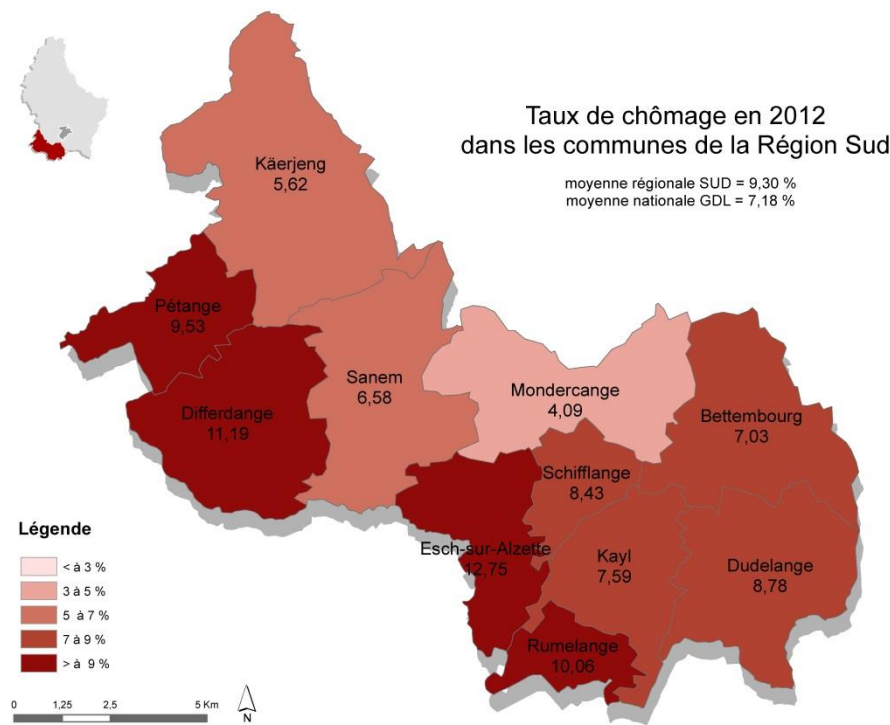 Taux de chômage en 2012
dans les communes de la Région Sud
moyenne régionale SUD = 9,30 %
moyenne nationale GDL = 7,18 %
Käerjeng
5,62
Pétange
9,53
Differdange
11,19
Sanem
6,58
Mondercange
4,09
Bettembourg
7,03
Schifflange
8,43
Esch-sur-Alzette
12,75
Kayl
7,59
Dudelange
8,78
Rumelange
10,06
Légende
< à 3 %
3 à 5 %
5 à 7 %
7 à 9 %
> à 9 %
0 1,25 2,5 5 Km
N